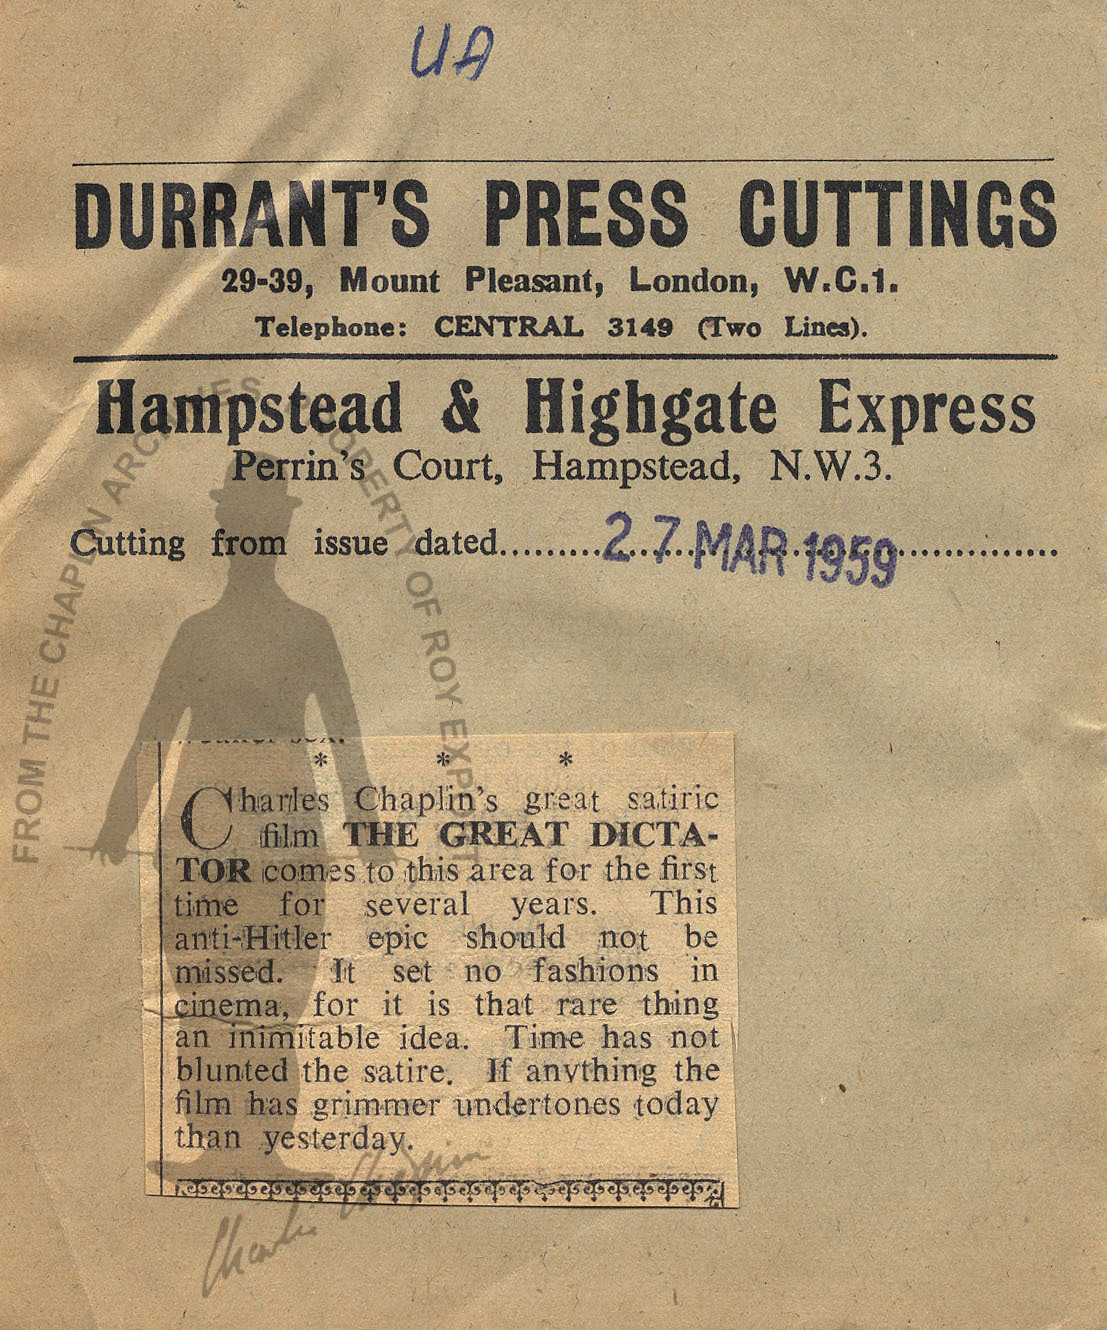 UA
DURRANT'S PRESS CUTTINGS
29-39, Mount Pleasant, London, W.C.1.
Telephone: CENTRAL 3149 (Two Lines).
Hampstead & Highgate Express
Perrin's Court, Hampstead, N.W.3.
Cutting from issue dated..........27 MAR 1959..........
FROM THE CHAPLIN ARCHIVES PROPERTY OF ROY EXPORT
* * *
Charles Chaplin's great satiric
film THE GREAT DICTA-
TOR comes to this area for the first
time for several years. This
anti-Hitler epic should not be
missed. It set no fashions in
cinema, for it is that rare thing
an inimitable idea. Time has not
blunted the satire. If anything the
film has grimmer undertones today
than yesterday.
Charlie Chaplin